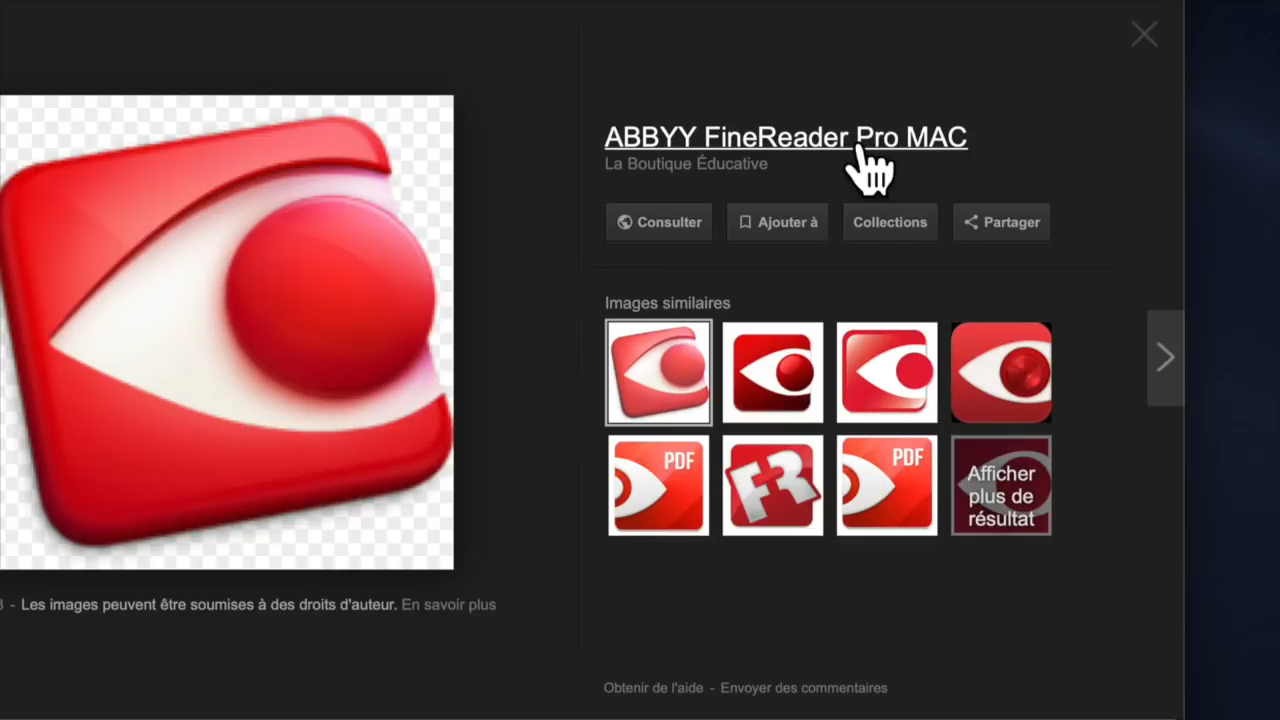 ABBYY FineReader Pro MAC
La Boutique Éducative
Consulter
Ajouter à
Collections
Partager
Images similaires
PDF
F+R
PDF
Afficher
plus de
résultat
- Les images peuvent être soumises à des droits d'auteur. En savoir plus
Obtenir de l'aide - Envoyer des commentaires